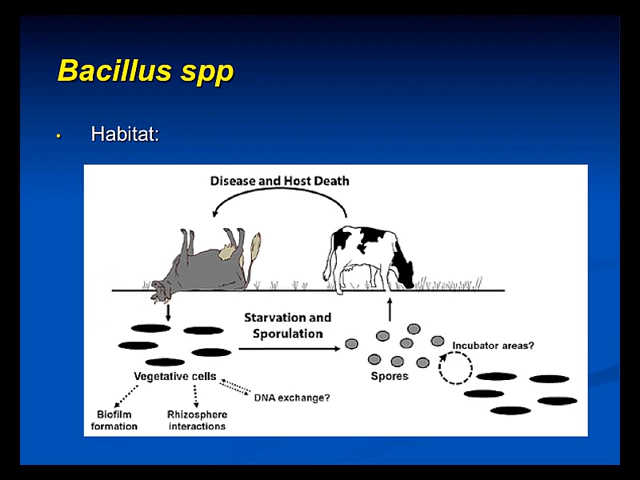 Bacillus spp
• Habitat:
Disease and Host Death
Starvation and
Sporulation
Incubator areas?
Vegetative cells
Spores
DNA exchange?
Biofilm
formation
Rhizosphere
interactions